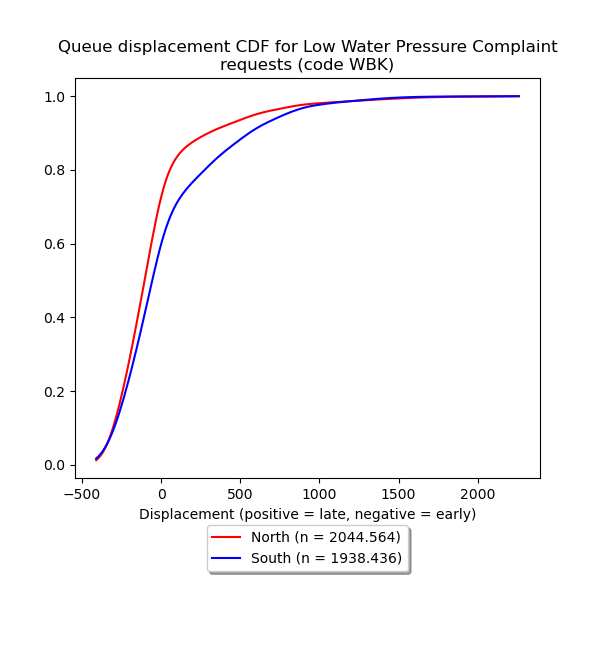 Queue displacement CDF for Low Water Pressure Complaint
requests (code WBK)
1.0
0.8
0.6
0.4
0.2
0.0
−500 0 500 1000 1500 2000
Displacement (positive = late, negative = early)
North (n = 2044.564)
South (n = 1938.436)